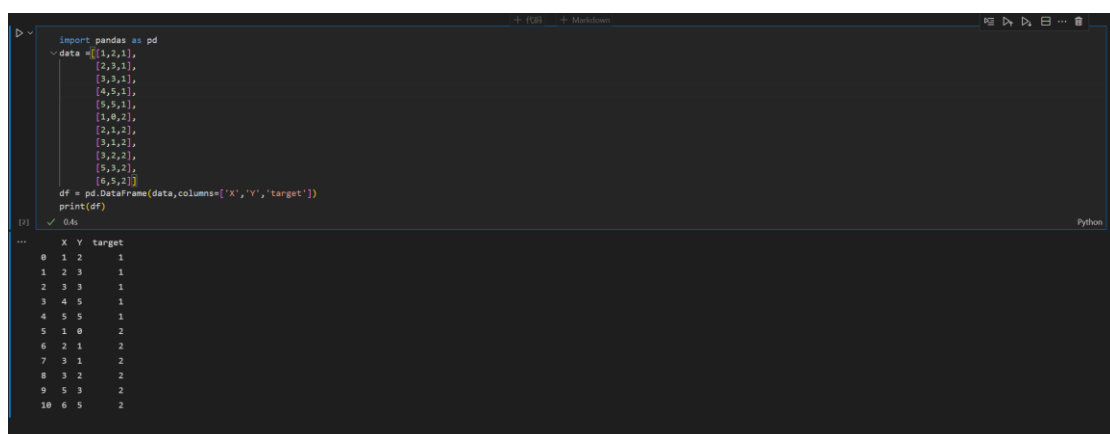 + 代码 + Markdown
import pandas as pd
data =[[1,2,1],
[2,3,1],
[3,3,1],
[4,5,1],
[5,5,1],
[1,0,2],
[2,1,2],
[3,1,2],
[3,2,2],
[5,3,2],
[6,5,2]]
df = pd.DataFrame(data,columns=['X','Y','target'])
print(df)
[2] ✓ 0.4s Python
... X Y target
0 1 2 1
1 2 3 1
2 3 3 1
3 4 5 1
4 5 5 1
5 1 0 2
6 2 1 2
7 3 1 2
8 3 2 2
9 5 3 2
10 6 5 2